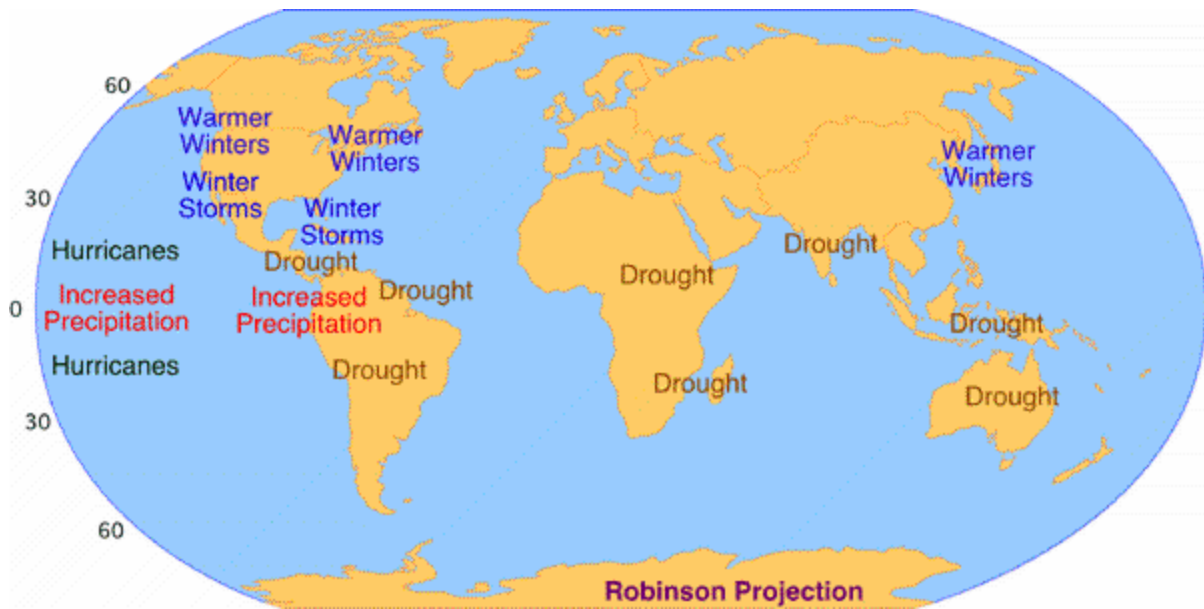 60
Warmer
Winters
Warmer
Winters
Warmer
Winters
30
Winter
Storms
Winter
Storms
Hurricanes
Drought
Drought
Drought
Drought
0
Increased
Precipitation
Increased
Precipitation
Drought
Hurricanes
Drought
Drought
Drought
30
60
Robinson Projection